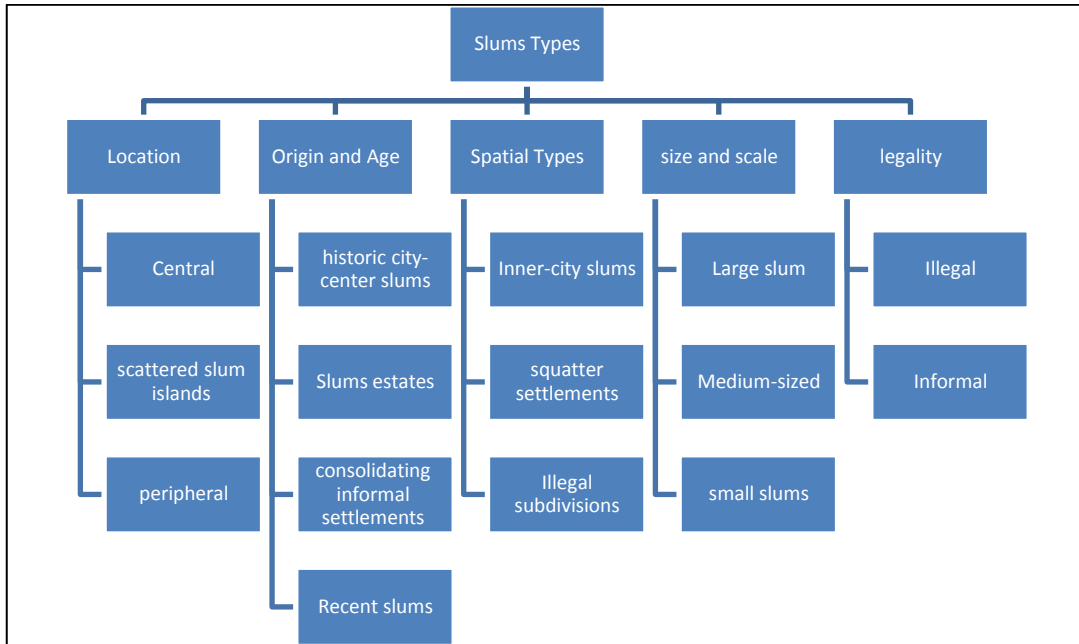 Slums Types
Location
Origin and Age
Spatial Types
size and scale
legality
Central
historic city-
center slums
Inner-city slums
Large slum
Illegal
scattered slum
islands
Slums estates
squatter
settlements
Medium-sized
Informal
peripheral
consolidating
informal
settlements
Illegal
subdivisions
small slums
Recent slums